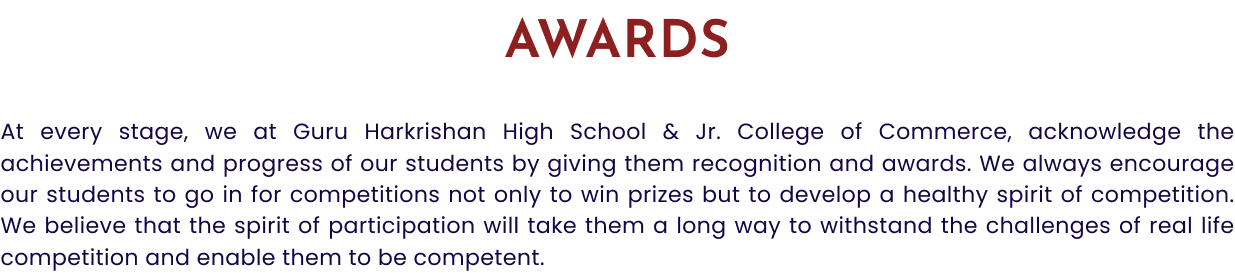 AWARDS
At every stage, we at Guru Harkrishan High School & Jr. College of Commerce, acknowledge the
achievements and progress of our students by giving them recognition and awards. We always encourage
our students to go in for competitions not only to win prizes but to develop a healthy spirit of competition.
We believe that the spirit of participation will take them a long way to withstand the challenges of real life
competition and enable them to be competent.